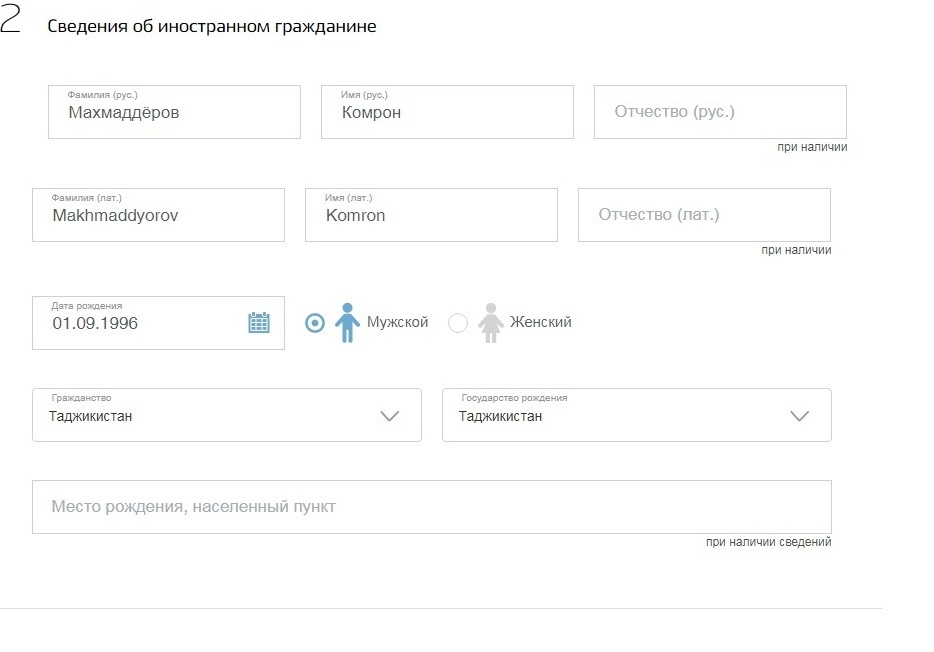 2 Сведения об иностранном гражданине
Фамилия (рус.) Имя (рус.)
Махмаддёров Комрон Отчество (рус.)
при наличии
Фамилия (лат.) Имя (лат.)
Makhmaddyorov Komron Отчество (лат.)
при наличии
Дата рождения
01.09.1996 Мужской Женский
Гражданство Государство рождения
Таджикистан Таджикистан
Место рождения, населенный пункт
при наличии сведений